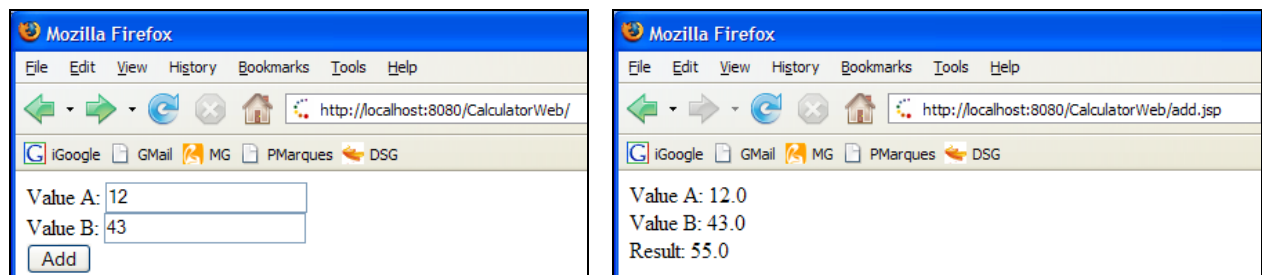 Mozilla Firefox
File Edit View History Bookmarks Tools Help
http://localhost:8080/CalculatorWeb/
G iGoogle GMail MG PMarques DSG
Value A: 12
Value B: 43
Add
Mozilla Firefox
File Edit View History Bookmarks Tools Help
http://localhost:8080/CalculatorWeb/add.jsp
G iGoogle GMail MG PMarques DSG
Value A: 12.0
Value B: 43.0
Result: 55.0